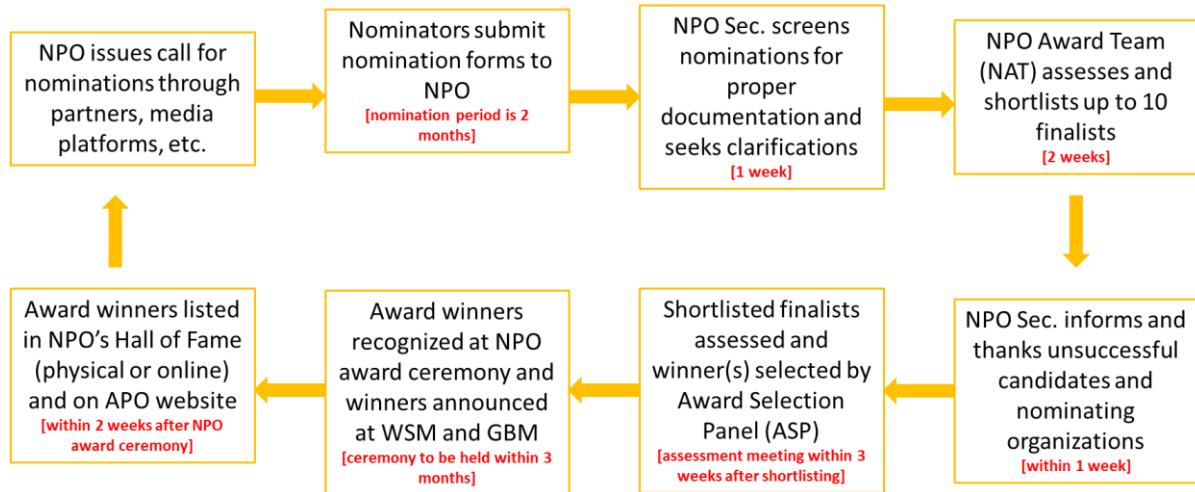 NPO issues call for
nominations through
partners, media
platforms, etc.
Nominators submit
nomination forms to
NPO
[nomination period is 2
months]
NPO Sec. screens
nominations for
proper
documentation and
seeks clarifications
[1 week]
NPO Award Team
(NAT) assesses and
shortlists up to 10
finalists
[2 weeks]
NPO Sec. informs and
thanks unsuccessful
candidates and
nominating
organizations
[within 1 week]
Shortlisted finalists
assessed and
winner(s) selected by
Award Selection
Panel (ASP)
[assessment meeting within 3
weeks after shortlisting]
Award winners
recognized at NPO
award ceremony and
winners announced
at WSM and GBM
[ceremony to be held within 3
months]
Award winners listed
in NPO’s Hall of Fame
(physical or online)
and on APO website
[within 2 weeks after NPO
award ceremony]